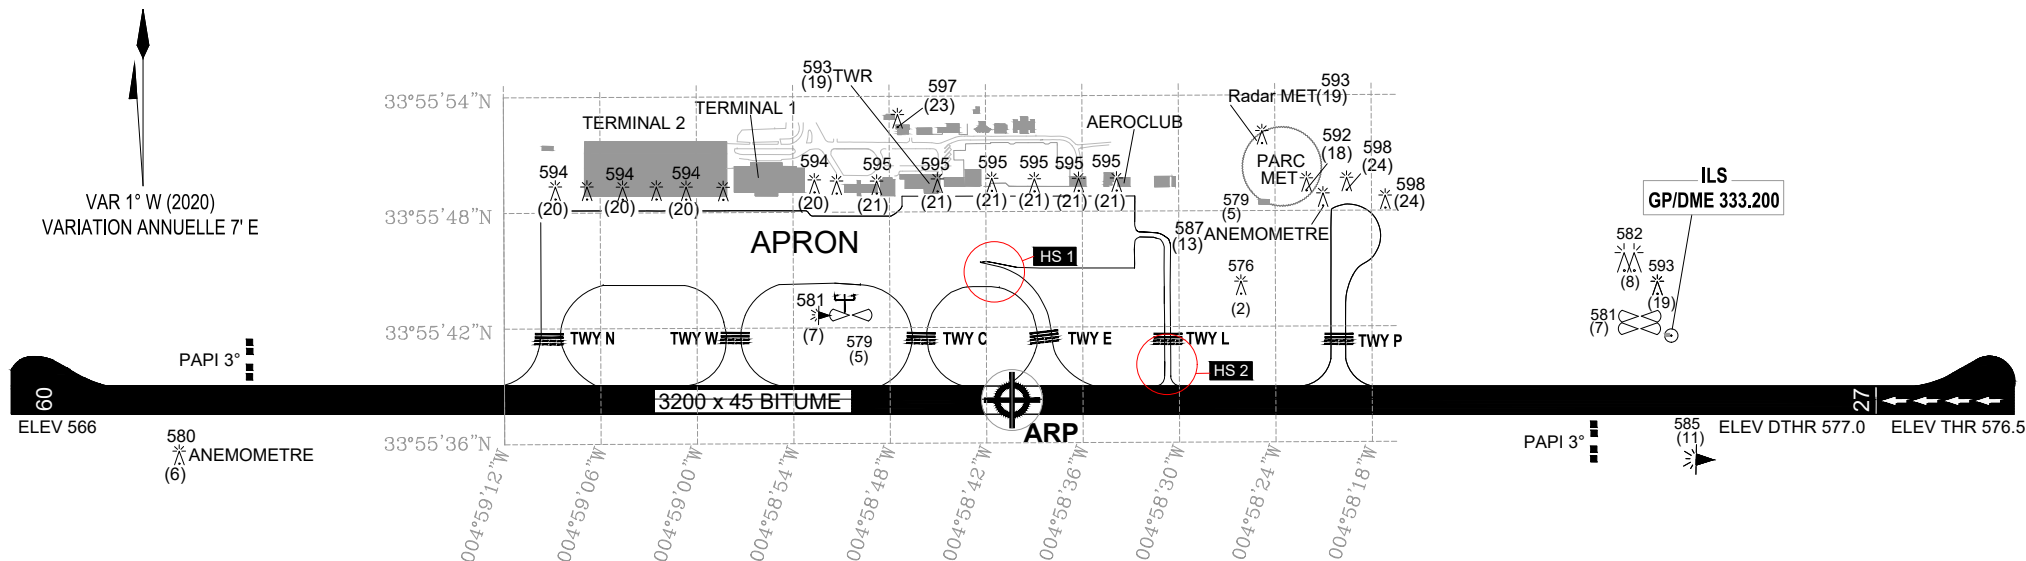 VAR 1° W (2020)
VARIATION ANNUELLE 7' E
33°55'54"N
33°55'48"N
33°55'42"N
33°55'36"N
TERMINAL 2
TERMINAL 1
593
(19)
TWR
597
(23)
AEROCLUB
593
Radar MET
(19)
592
(18)
598
(24)
598
(24)
PARC
MET
594
(20)
594
(20)
594
(20)
594
(20)
595
(21)
595
(21)
595
(21)
595
(21)
595
(21)
595
(21)
579
(5)
587
(13)
ANEMOMETRE
576
(2)
APRON
HS 1
581
(7)
579
(5)
ILS
GP/DME 333.200
582
(8)
593
(19)
581
(7)
TWY N
TWY W
TWY C
TWY E
TWY L
TWY P
HS 2
PAPI 3°
60
3200 x 45 BITUME
27
ELEV 566
ARP
ELEV DTHR 577.0
ELEV THR 576.5
580
ANEMOMETRE
(6)
PAPI 3°
585
(11)
004°59'12"W
004°59'06"W
004°59'00"W
004°58'54"W
004°58'48"W
004°58'42"W
004°58'36"W
004°58'30"W
004°58'24"W
004°58'18"W